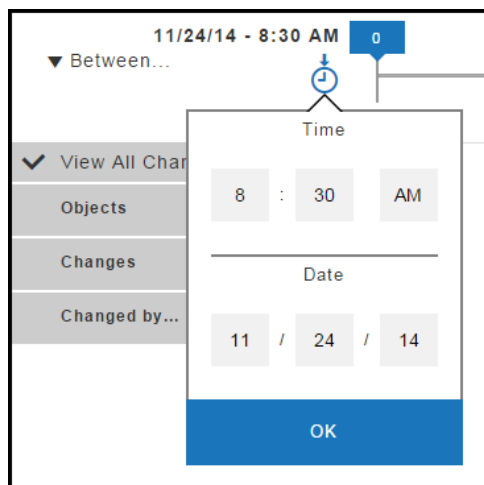 11/24/14 - 8:30 AM 0
▼ Between...
Time
View All Char
8 : 30 AM
Objects
Changes
Date
Changed by...
11 / 24 / 14
OK